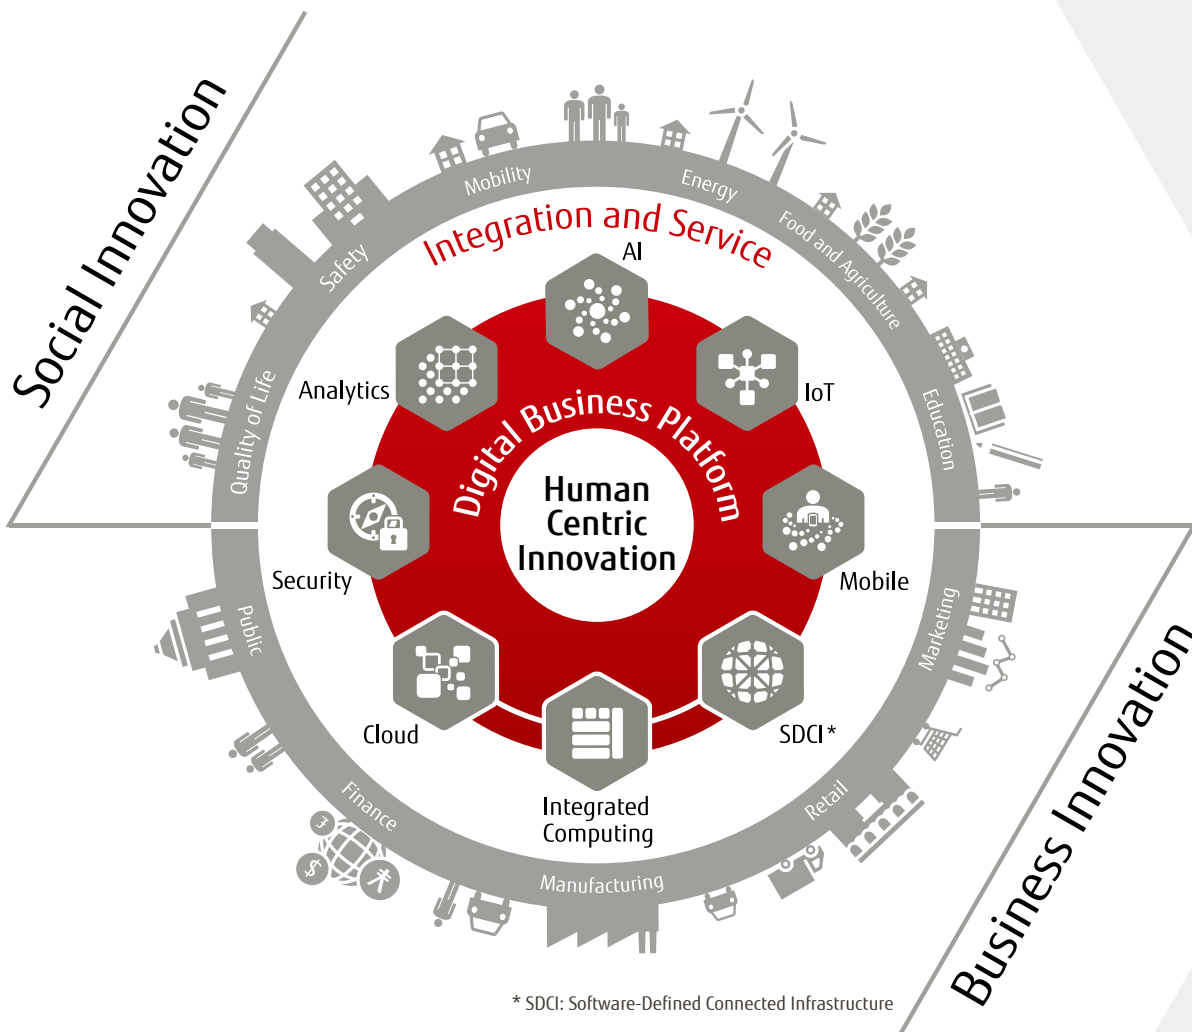 Social Innovation
Mobility
Energy
Safety
Food and Agriculture
Quality of Life
Education
Integration and Service
AI
Analytics
IoT
Digital Business Platform
Human
Centric
Innovation
Security
Mobile
Cloud
SDCI*
Integrated
Computing
Public
Marketing
Finance
Retail
Manufacturing
$
Business Innovation
* SDCI: Software-Defined Connected Infrastructure